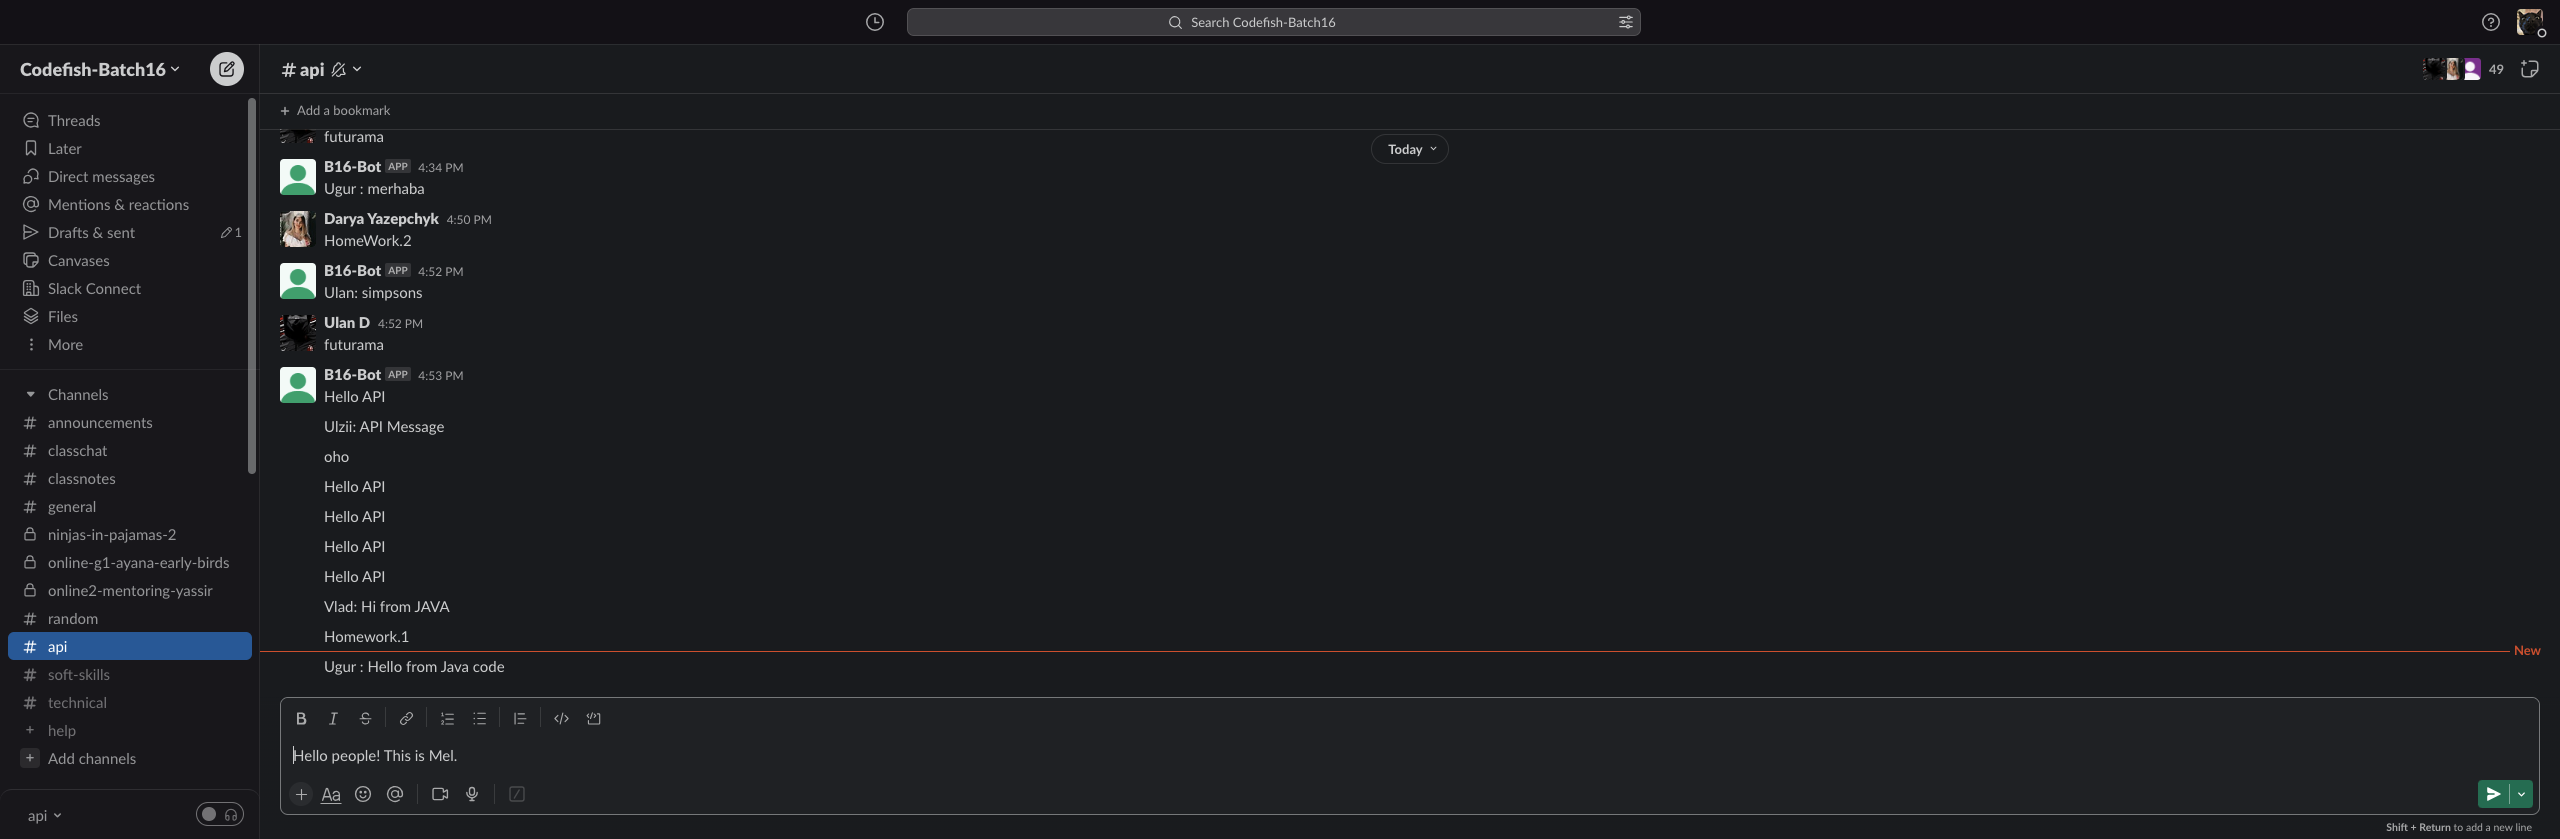 Search Codefish-Batch16
Codefish-Batch16
# api
49
Add a bookmark
Threads
Later
Direct messages
Mentions & reactions
Drafts & sent
1
Canvases
Slack Connect
Files
More
Channels
# announcements
# classchat
# classnotes
# general
ninjas-in-pajamas-2
online-g1-ayana-early-birds
online2-mentoring-yassir
# random
# api
# soft-skills
# technical
+ help
+ Add channels
api
futurama
Today
B16-Bot APP 4:34 PM
Ugur : merhaba
Darya Yazepchyk 4:50 PM
HomeWork.2
B16-Bot APP 4:52 PM
Ulan: simpsons
Ulan D 4:52 PM
futurama
B16-Bot APP 4:53 PM
Hello API
Ulzii: API Message
oho
Hello API
Hello API
Hello API
Hello API
Vlad: Hi from JAVA
Homework.1
New
Ugur : Hello from Java code
B I S
Hello people! This is Mel.
Aa
Shift + Return to add a new line